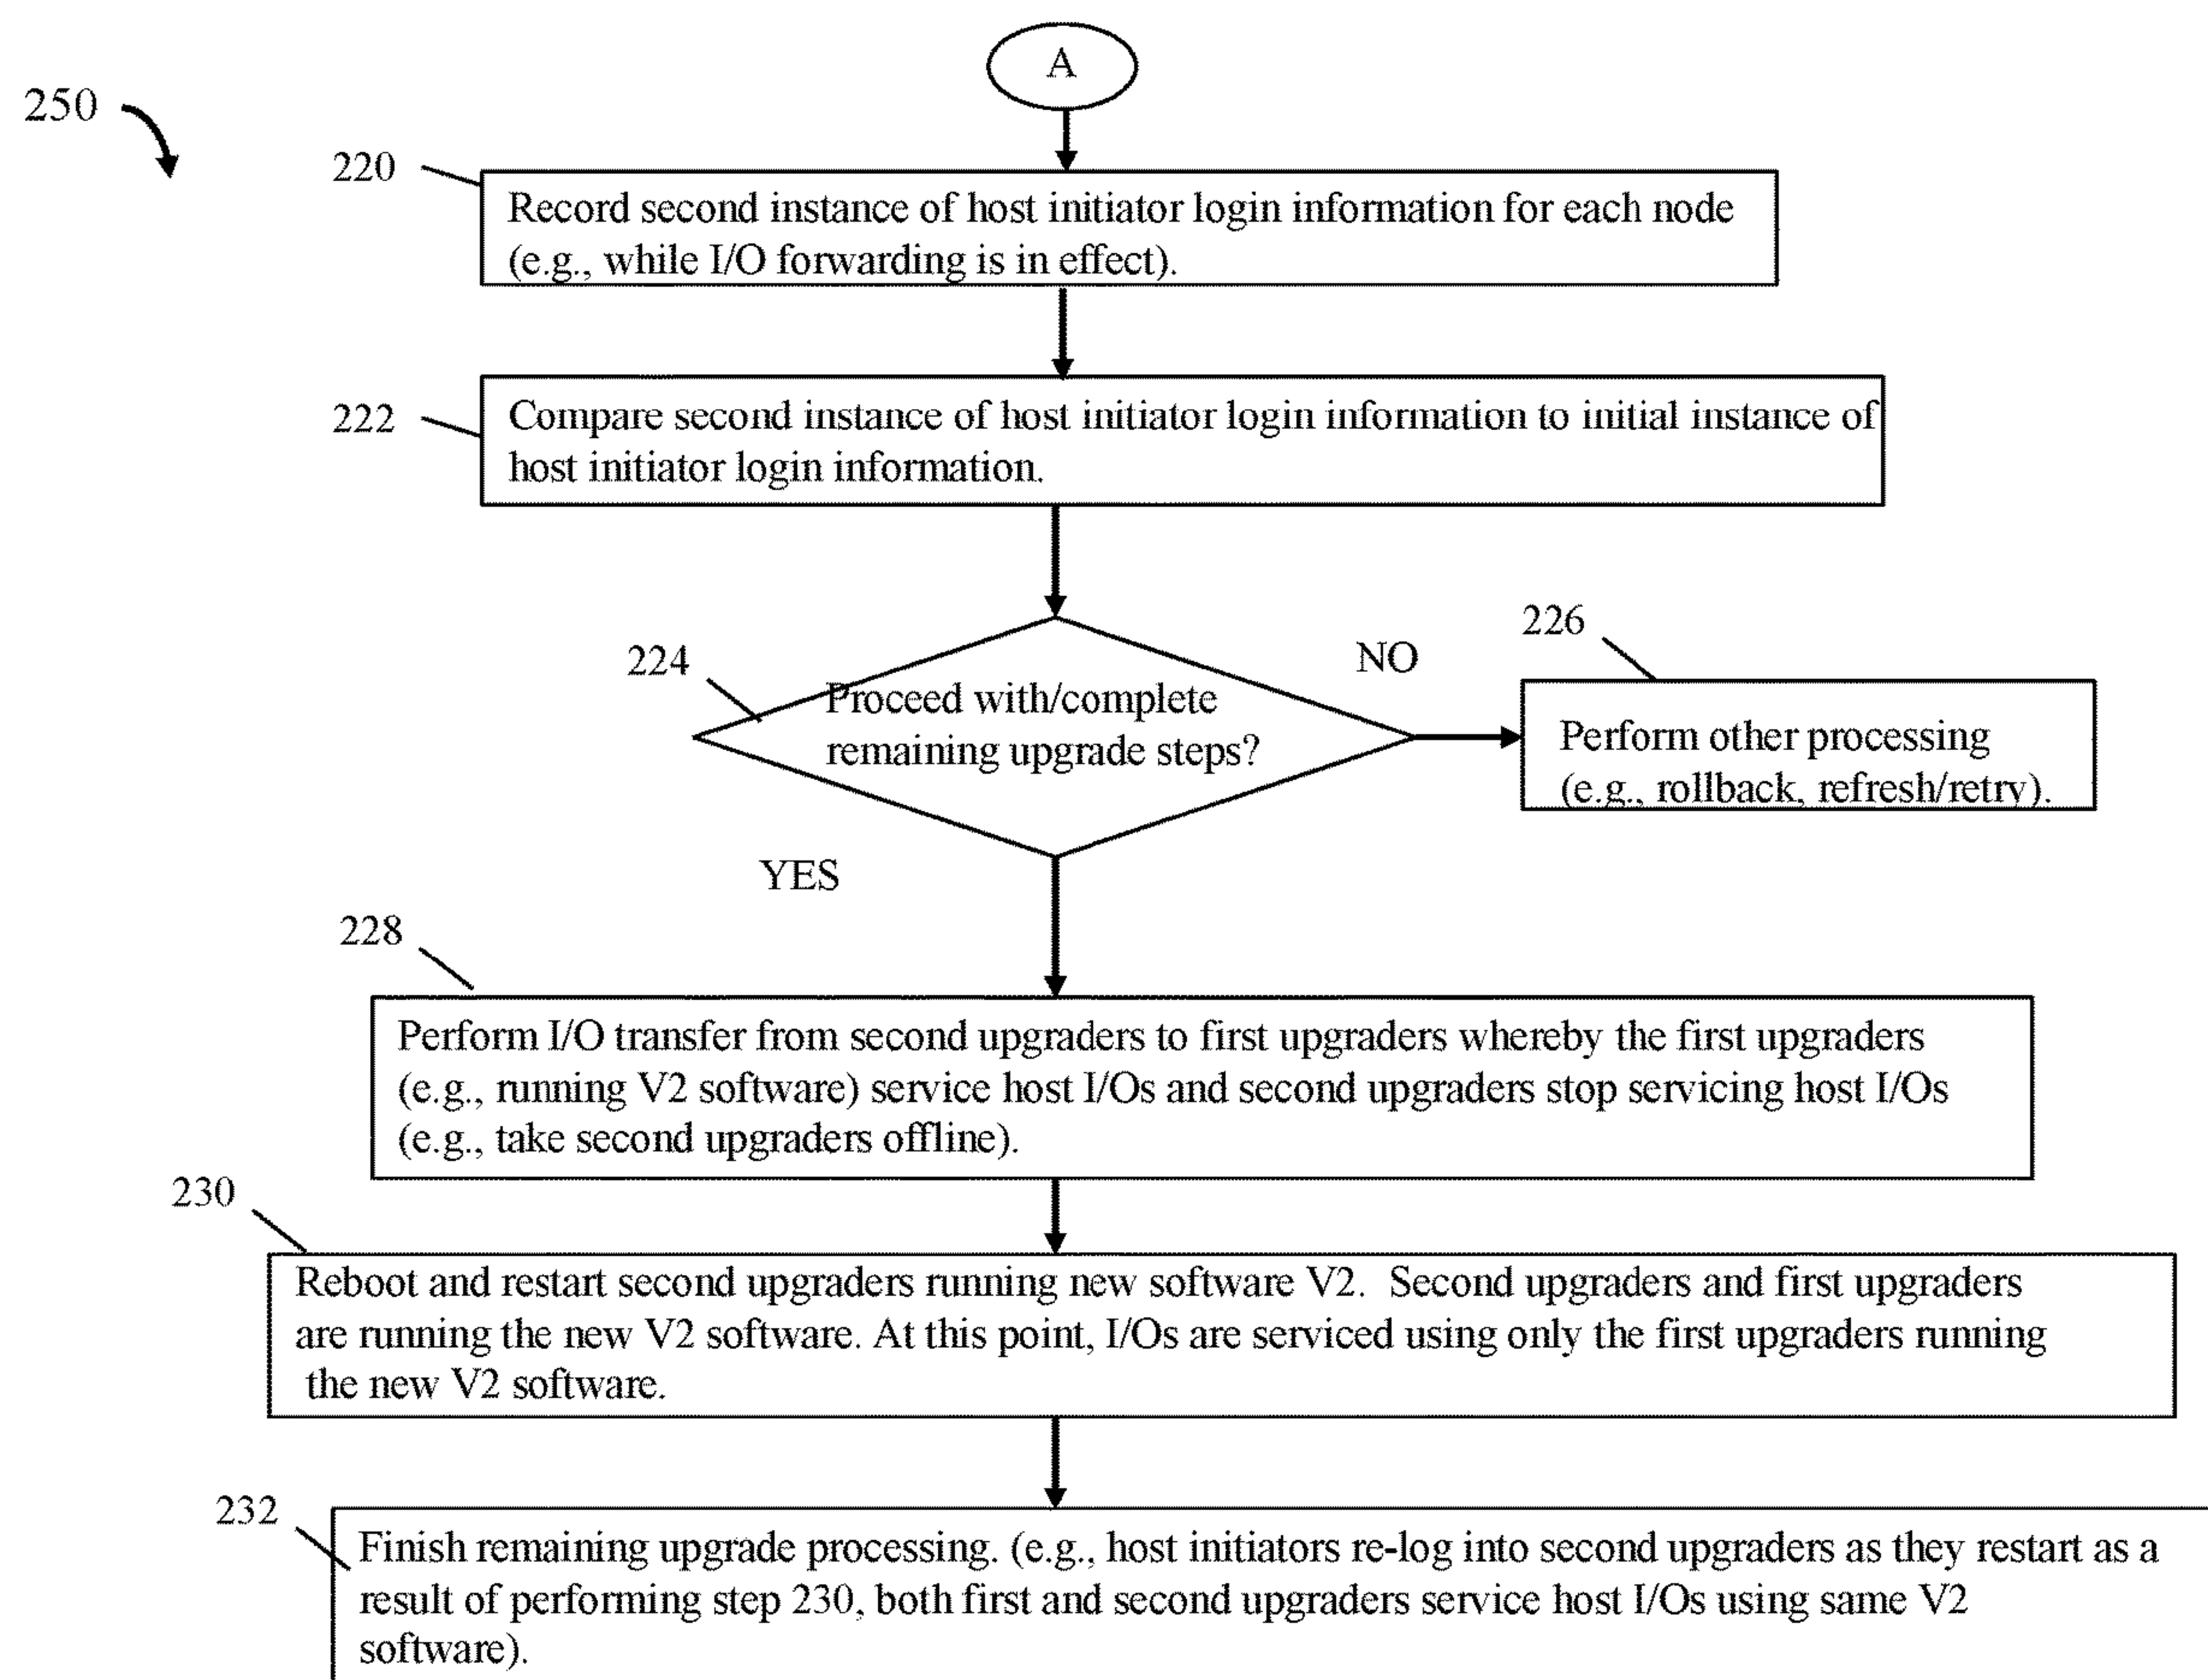 A
250
220
Record second instance of host initiator login information for each node
(e.g., while I/O forwarding is in effect).
222
Compare second instance of host initiator login information to initial instance of
host initiator login information.
224
Proceed with/complete
remaining upgrade steps?
NO
226
Perform other processing
(e.g., rollback, refresh/retry).
YES
228
Perform I/O transfer from second upgraders to first upgraders whereby the first upgraders
(e.g., running V2 software) service host I/Os and second upgraders stop servicing host I/Os
(e.g., take second upgraders offline).
230
Reboot and restart second upgraders running new software V2.  Second upgraders and first upgraders
are running the new V2 software. At this point, I/Os are serviced using only the first upgraders running
the new V2 software.
232
Finish remaining upgrade processing. (e.g., host initiators re-log into second upgraders as they restart as a
result of performing step 230, both first and second upgraders service host I/Os using same V2
software).